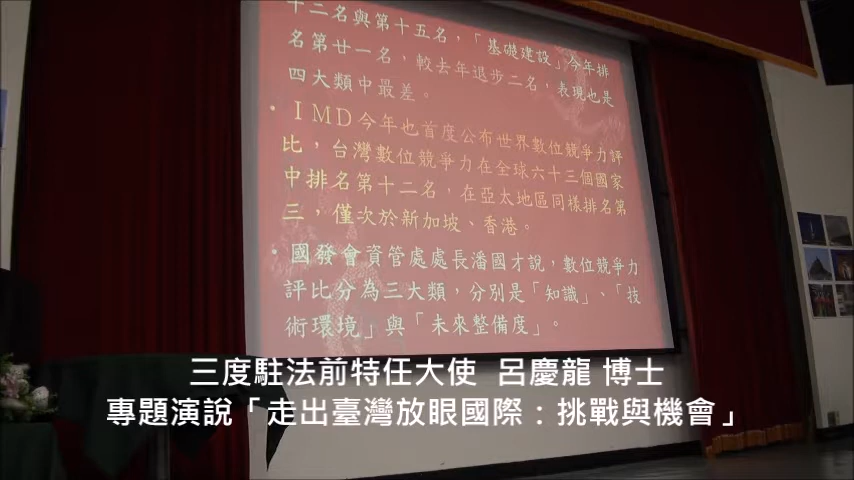 十二名與第十五名，「基礎建設」今年排
名第廿一名，較去年退步二名，表現也是
四大類中最差。
• IMD今年也首度公布世界數位競爭力評
比，台灣數位競爭力在全球六十三個國家
中排名第十二名，在亞太地區同樣排名第
三，僅次於新加坡、香港。
• 國發會資管處處長潘國才說，數位競爭力
評比分為三大類，分別是「知識」、「技
術環境」與「未來整備度」。
三度駐法前特任大使 呂慶龍 博士
專題演說「走出臺灣放眼國際：挑戰與機會」